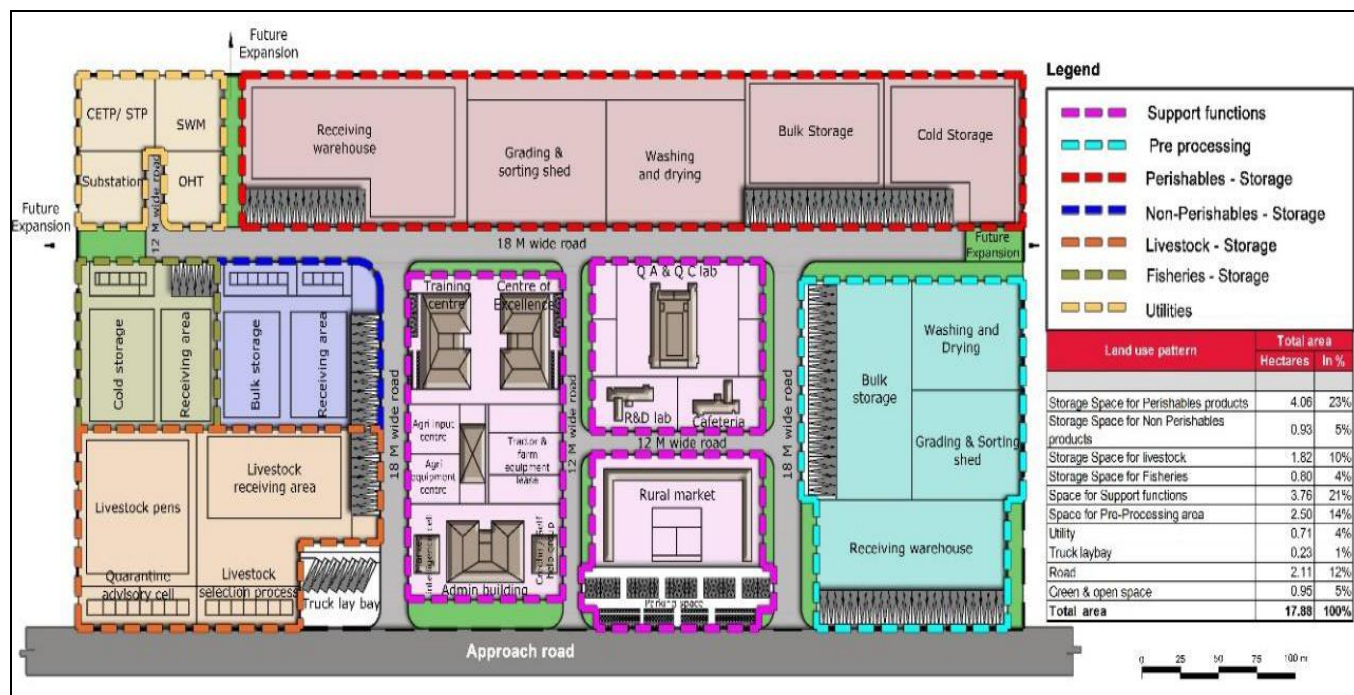 Future
Expansion
CETP/ STP
SWM
Substation
OHT
12 M wide road
Receiving
warehouse
Grading &
sorting shed
Washing
and drying
Bulk Storage
Cold Storage
Future
Expansion
18 M wide road
Future
Expansion
Cold storage
Receiving area
Bulk storage
Receiving area
Livestock
receiving area
Livestock pens
Quarantine
advisory cell
Livestock
selection process
Truck lay bay
18 M wide road
Training
centre
Centre of
Excellence
Agri input
centre
Agri
equipment
centre
Tractor &
farm
equipment
lease
Admin building
12 M wide road
Q A & Q C lab
R&D lab
Cafeteria
12 M wide road
Rural market
Parking space
18 M wide road
Bulk
storage
Washing and
Drying
Grading & Sorting
shed
Receiving warehouse
Approach road
Legend
Support functions
Pre processing
Perishables - Storage
Non-Perishables - Storage
Livestock - Storage
Fisheries - Storage
Utilities
Land use pattern
Total area
Hectares In %
Storage Space for Perishables products 4.06 23%
Storage Space for Non Perishables
products 0.93 5%
Storage Space for livestock 1.82 10%
Storage Space for Fisheries 0.80 4%
Space for Support functions 3.76 21%
Space for Pre-Processing area 2.50 14%
Utility 0.71 4%
Truck laybay 0.23 1%
Road 2.11 12%
Green & open space 0.95 5%
Total area 17.88 100%
0 25 50 75 100 m